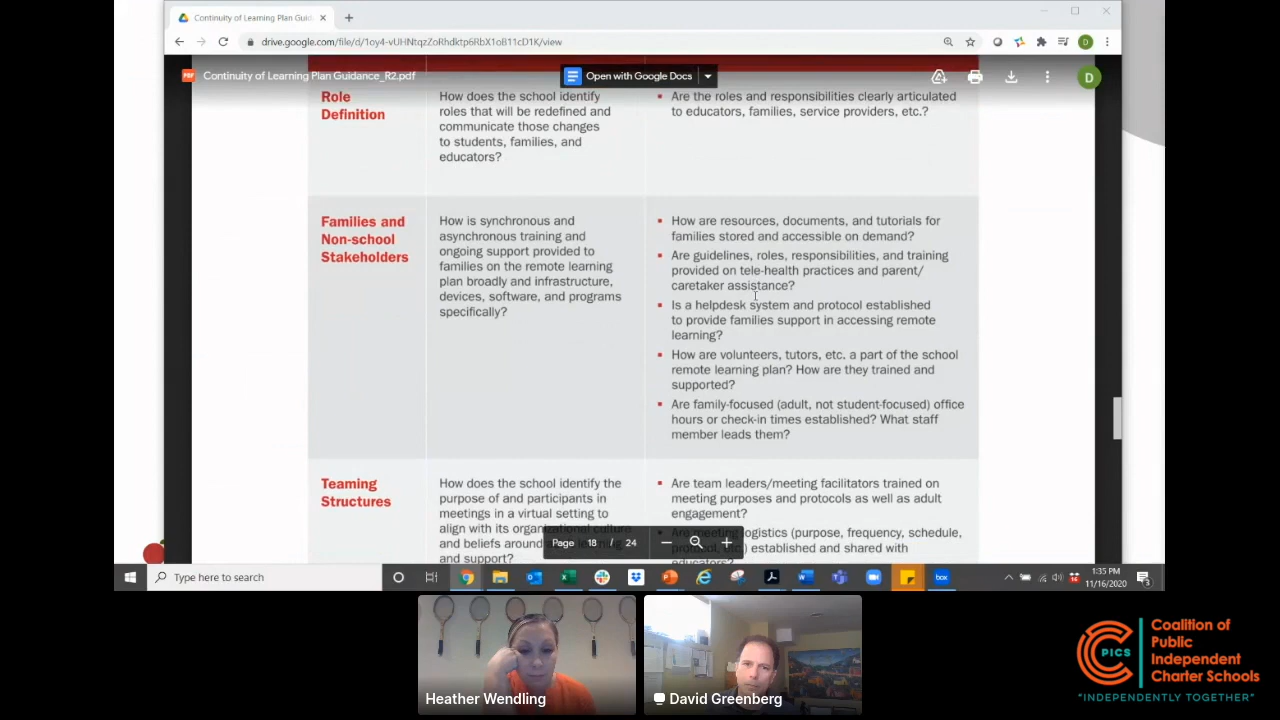 Continuity of Learning Plan Guid
drive.google.com/file/d/1oy4-vUHNtqzZoRhdktp6RbX1oB11cD1K/view
D
PDF
Continuity of Learning Plan Guidance_R2.pdf
Open with Google Docs
D
Role
Definition
How does the school identify
roles that will be redefined and
communicate those changes
to students, families, and
educators?
Are the roles and responsibilities clearly articulated
to educators, families, service providers, etc.?
Families and
Non-school
Stakeholders
How is synchronous and
asynchronous training and
ongoing support provided to
families on the remote learning
plan broadly and infrastructure,
devices, software, and programs
specifically?
How are resources, documents, and tutorials for
families stored and accessible on demand?
Are guidelines, roles, responsibilities, and training
provided on tele-health practices and parent/
caretaker assistance?
Is a helpdesk system and protocol established
to provide families support in accessing remote
learning?
How are volunteers, tutors, etc. a part of the school
remote learning plan? How are they trained and
supported?
Are family-focused (adult, not student-focused) office
hours or check-in times established? What staff
member leads them?
Teaming
Structures
How does the school identify the
purpose of and participants in
meetings in a virtual setting to
align with its organizational culture
and beliefs around
and support?
Are team leaders/meeting facilitators trained on
meeting purposes and protocols as well as adult
engagement?
Are meeting logistics (purpose, frequency, schedule,
protocol, etc.) established and shared with
educators?
Page 18 / 24
Type here to search
box
1:35 PM
11/16/2020
3
Heather Wendling
David Greenberg
PICS
Coalition of
Public
Independent
Charter Schools
"INDEPENDENTLY TOGETHER"